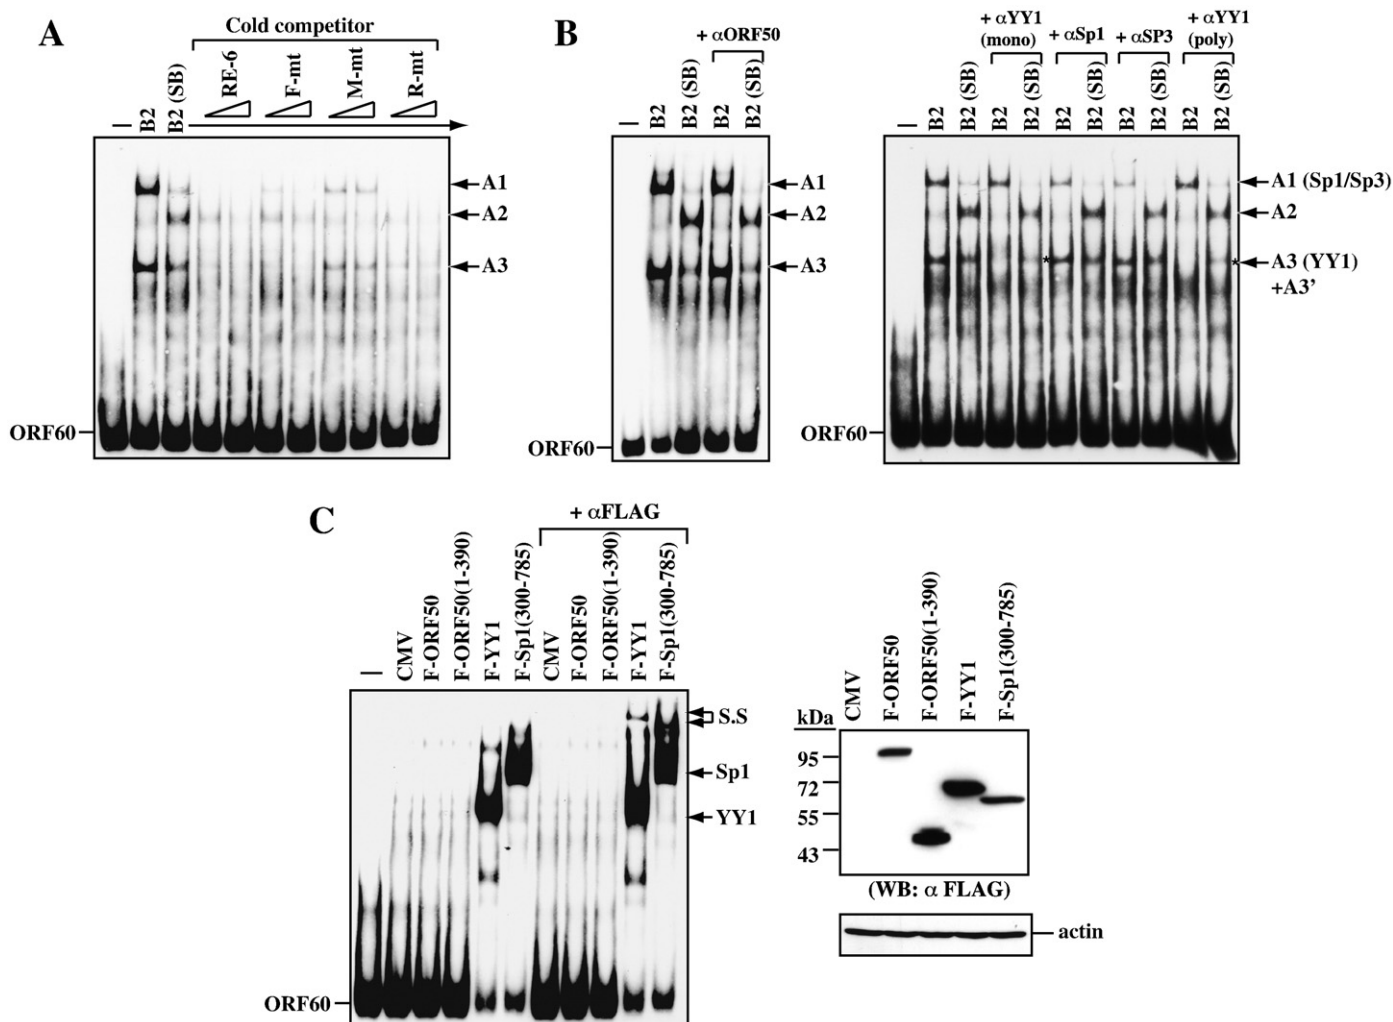 A
Cold competitor
RE-6
F-mt
M-mt
R-mt
—
B2
B2 (SB)
A1
A2
A3
ORF60
B
+ αORF50
—
B2
B2 (SB)
B2
B2 (SB)
A1
A2
A3
ORF60
+ αYY1
(mono)
+ αSp1
+ αSP3
+ αYY1
(poly)
—
B2
B2 (SB)
B2
B2 (SB)
B2
B2 (SB)
B2
B2 (SB)
B2
B2 (SB)
A1 (Sp1/Sp3)
A2
*
* A3 (YY1)
+A3'
ORF60
C
+ αFLAG
—
CMV
F-ORF50
F-ORF50(1-390)
F-YY1
F-Sp1(300-785)
CMV
F-ORF50
F-ORF50(1-390)
F-YY1
F-Sp1(300-785)
S.S
Sp1
YY1
ORF60
CMV
F-ORF50
F-ORF50(1-390)
F-YY1
F-Sp1(300-785)
kDa
95
72
55
43
(WB: α FLAG)
actin